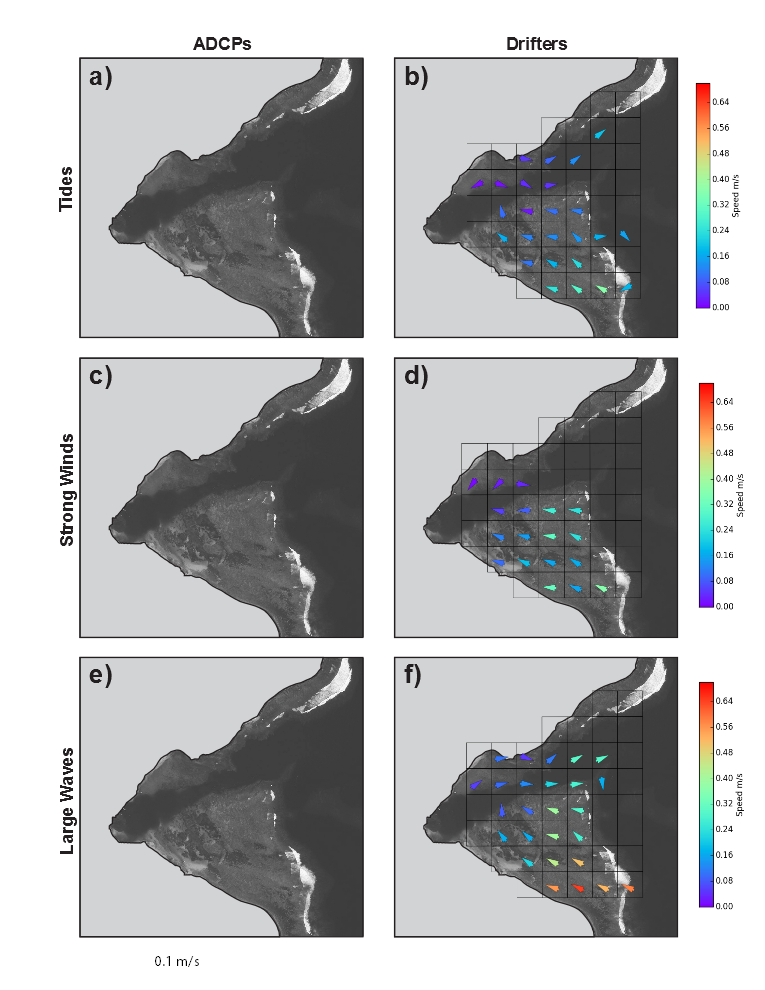 ADCPs
Drifters
Tides
a)
b)
0.64
0.56
0.48
0.40
0.32
0.24
0.16
0.08
0.00
Speed m/s
Strong Winds
c)
d)
0.64
0.56
0.48
0.40
0.32
0.24
0.16
0.08
0.00
Speed m/s
Large Waves
e)
f)
0.64
0.56
0.48
0.40
0.32
0.24
0.16
0.08
0.00
Speed m/s
0.1 m/s